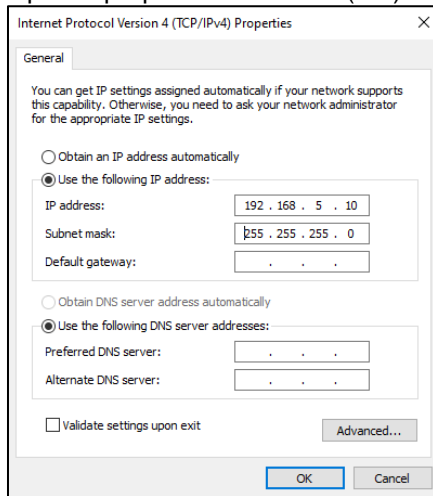 Internet Protocol Version 4 (TCP/IPv4) Properties
General
You can get IP settings assigned automatically if your network supports
this capability. Otherwise, you need to ask your network administrator
for the appropriate IP settings.
Obtain an IP address automatically
Use the following IP address:
IP address: 192 . 168 . 5 . 10
Subnet mask: 255 . 255 . 255 . 0
Default gateway: . . .
Obtain DNS server address automatically
Use the following DNS server addresses:
Preferred DNS server: . . .
Alternate DNS server: . . .
Validate settings upon exit
Advanced...
OK Cancel